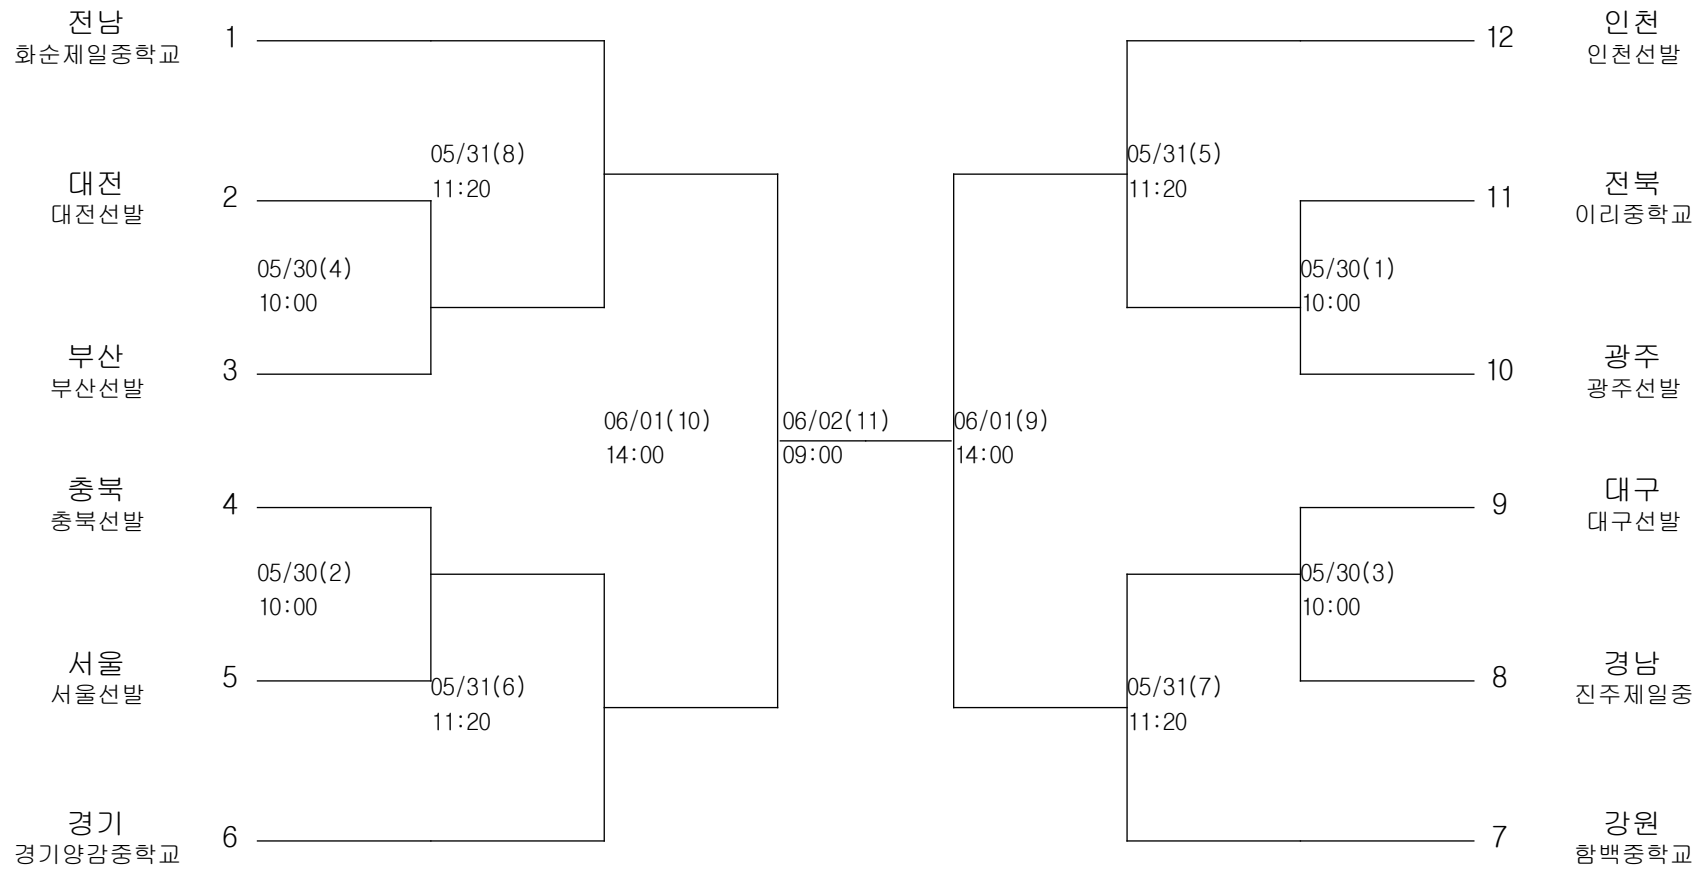 전남
화순제일중학교
1
12
인천
인천선발
05/31(8)
11:20
05/31(5)
11:20
대전
대전선발
2
11
전북
이리중학교
05/30(4)
10:00
05/30(1)
10:00
부산
부산선발
3
10
광주
광주선발
06/01(10)
14:00
06/02(11)
09:00
06/01(9)
14:00
충북
충북선발
4
9
대구
대구선발
05/30(2)
10:00
05/30(3)
10:00
서울
서울선발
5
8
경남
진주제일중
05/31(6)
11:20
05/31(7)
11:20
경기
경기양감중학교
6
7
강원
함백중학교